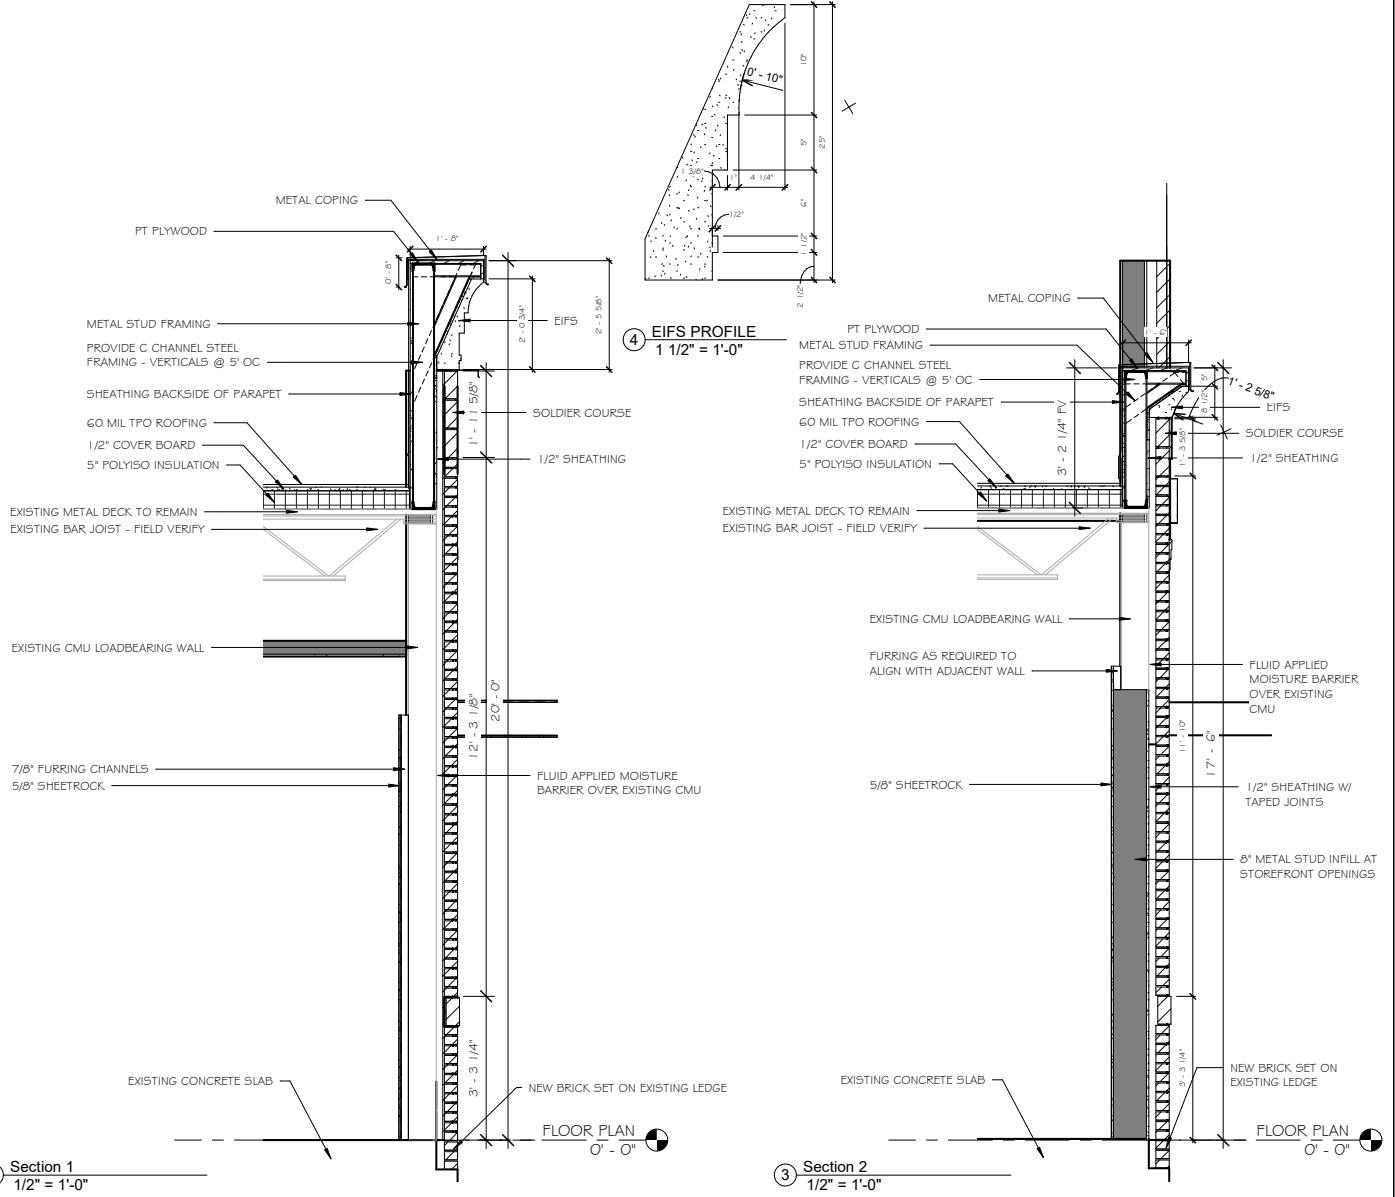 METAL COPING
PT PLYWOOD
1' - 8"
0' - 8"
METAL STUD FRAMING
PROVIDE C CHANNEL STEEL
FRAMING - VERTICALS @ 5' OC
SHEATHING BACKSIDE OF PARAPET
60 MIL TPO ROOFING
1/2" COVER BOARD
5" POLYISO INSULATION
EXISTING METAL DECK TO REMAIN
EXISTING BAR JOIST - FIELD VERIFY
EXISTING CMU LOADBEARING WALL
7/8" FURRING CHANNELS
5/8" SHEETROCK
EXISTING CONCRETE SLAB
2' - 0 3/4"
2' - 5 5/8"
EIFS
1' - 11 5/8"
SOLDIER COURSE
1/2" SHEATHING
12' - 3 1/8"
20' - 0"
FLUID APPLIED MOISTURE
BARRIER OVER EXISTING CMU
3' - 3 1/4"
NEW BRICK SET ON EXISTING LEDGE
FLOOR PLAN
0' - 0"
Section 1
1/2" = 1'-0"
0' - 10"
10"
5"
25"
6"
1 3/8"
1"
4 1/4"
1/2"
1 1/2"
2 1/2"
X
4
EIFS PROFILE
1 1/2" = 1'-0"
METAL COPING
PT PLYWOOD
METAL STUD FRAMING
PROVIDE C CHANNEL STEEL
FRAMING - VERTICALS @ 5' OC
SHEATHING BACKSIDE OF PARAPET
60 MIL TPO ROOFING
1/2" COVER BOARD
5" POLYISO INSULATION
EXISTING METAL DECK TO REMAIN
EXISTING BAR JOIST - FIELD VERIFY
EXISTING CMU LOADBEARING WALL
FURRING AS REQUIRED TO
ALIGN WITH ADJACENT WALL
5/8" SHEETROCK
EXISTING CONCRETE SLAB
1' - 6"
3' - 2 1/4" FV
5"
8 1/2"
1' - 2 5/8"
EIFS
SOLDIER COURSE
1' - 3 5/8"
1/2" SHEATHING
FLUID APPLIED
MOISTURE BARRIER
OVER EXISTING
CMU
11' - 10"
17' - 6"
1/2" SHEATHING W/
TAPED JOINTS
8" METAL STUD INFILL AT
STOREFRONT OPENINGS
3' - 3 1/4"
NEW BRICK SET ON
EXISTING LEDGE
FLOOR PLAN
0' - 0"
3
Section 2
1/2" = 1'-0"